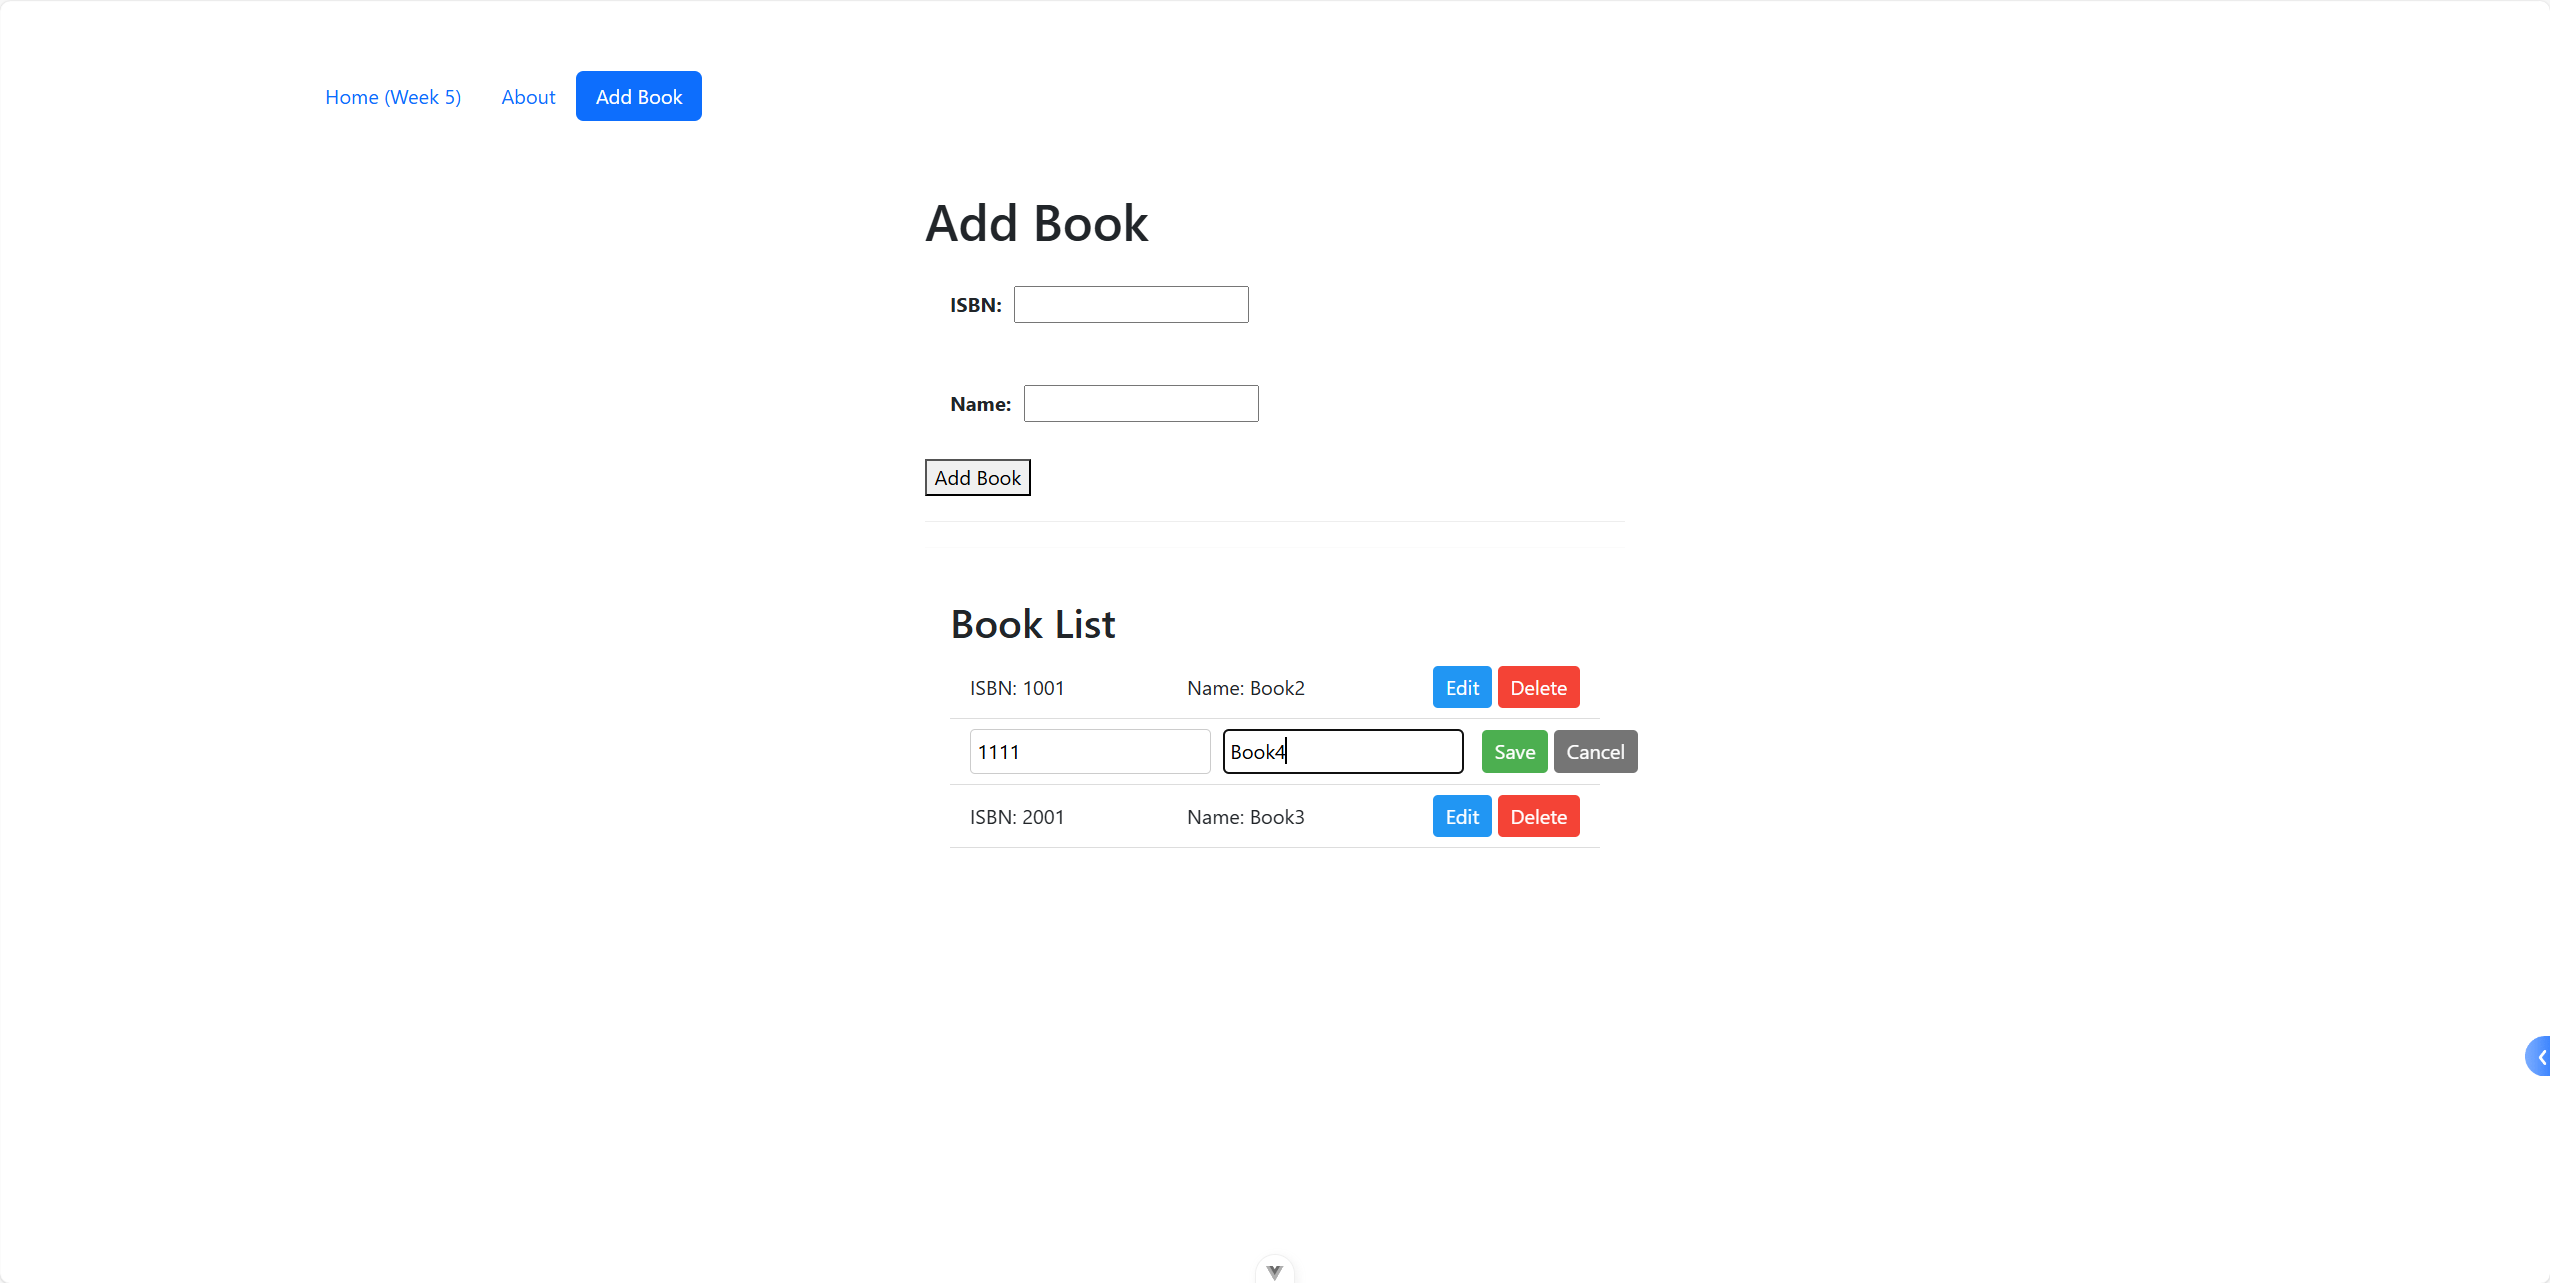 Home (Week 5) About Add Book
Add Book
ISBN:
Name:
Add Book
Book List
ISBN: 1001 Name: Book2 Edit Delete
1111 Book4 Save Cancel
ISBN: 2001 Name: Book3 Edit Delete